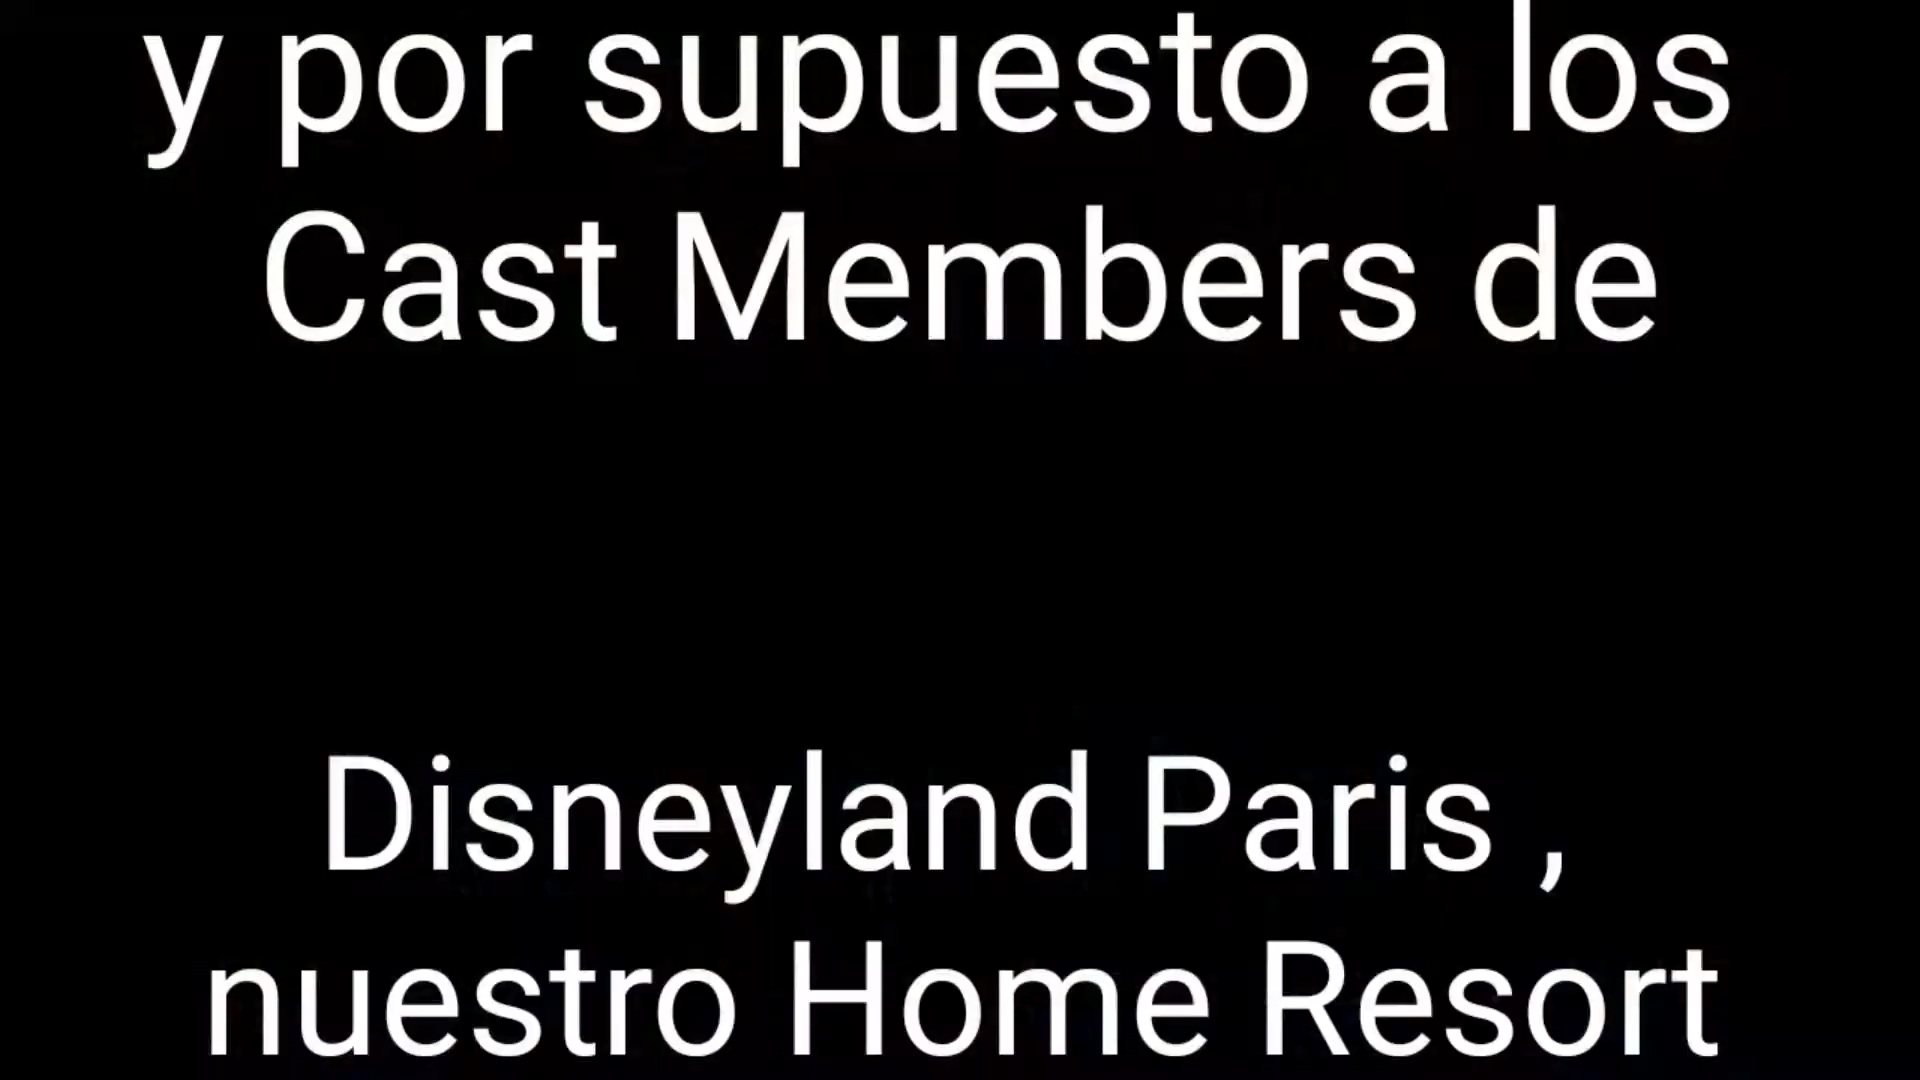 y por supuesto a los
Cast Members de
Disneyland Paris ,
nuestro Home Resort